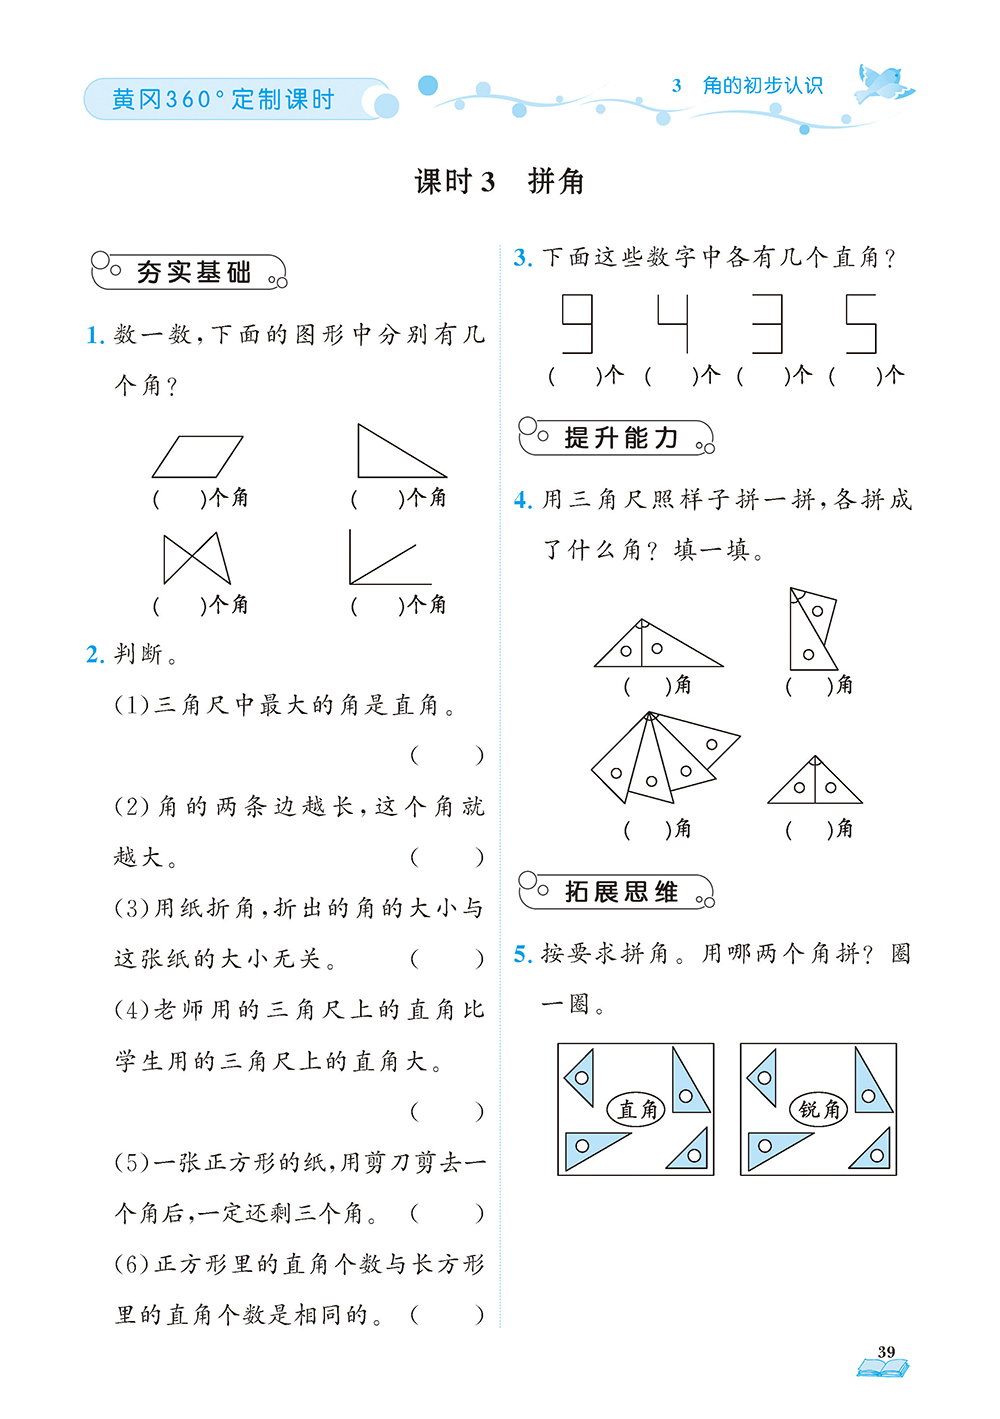 黄冈360°定制课时
3 角的初步认识
课时3 拼角
夯实基础
1. 数一数,下面的图形中分别有几
个角?
( )个角 ( )个角
( )个角 ( )个角
2. 判断。
(1)三角尺中最大的角是直角。
( )
(2)角的两条边越长,这个角就
越大。 ( )
(3)用纸折角,折出的角的大小与
这张纸的大小无关。 ( )
(4)老师用的三角尺上的直角比
学生用的三角尺上的直角大。
( )
(5)一张正方形的纸,用剪刀剪去一
个角后,一定还剩三个角。 ( )
(6)正方形里的直角个数与长方形
里的直角个数是相同的。 ( )
3. 下面这些数字中各有几个直角?
9 4 3 5
( )个 ( )个 ( )个 ( )个
提升能力
4. 用三角尺照样子拼一拼,各拼成
了什么角? 填一填。
( )角 ( )角
( )角 ( )角
拓展思维
5. 按要求拼角。用哪两个角拼? 圈
一圈。
直角 锐角
39